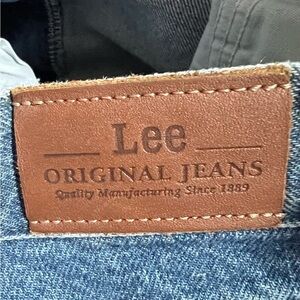 Lee
ORIGINAL JEANS
Quality Manufacturing Since 1889